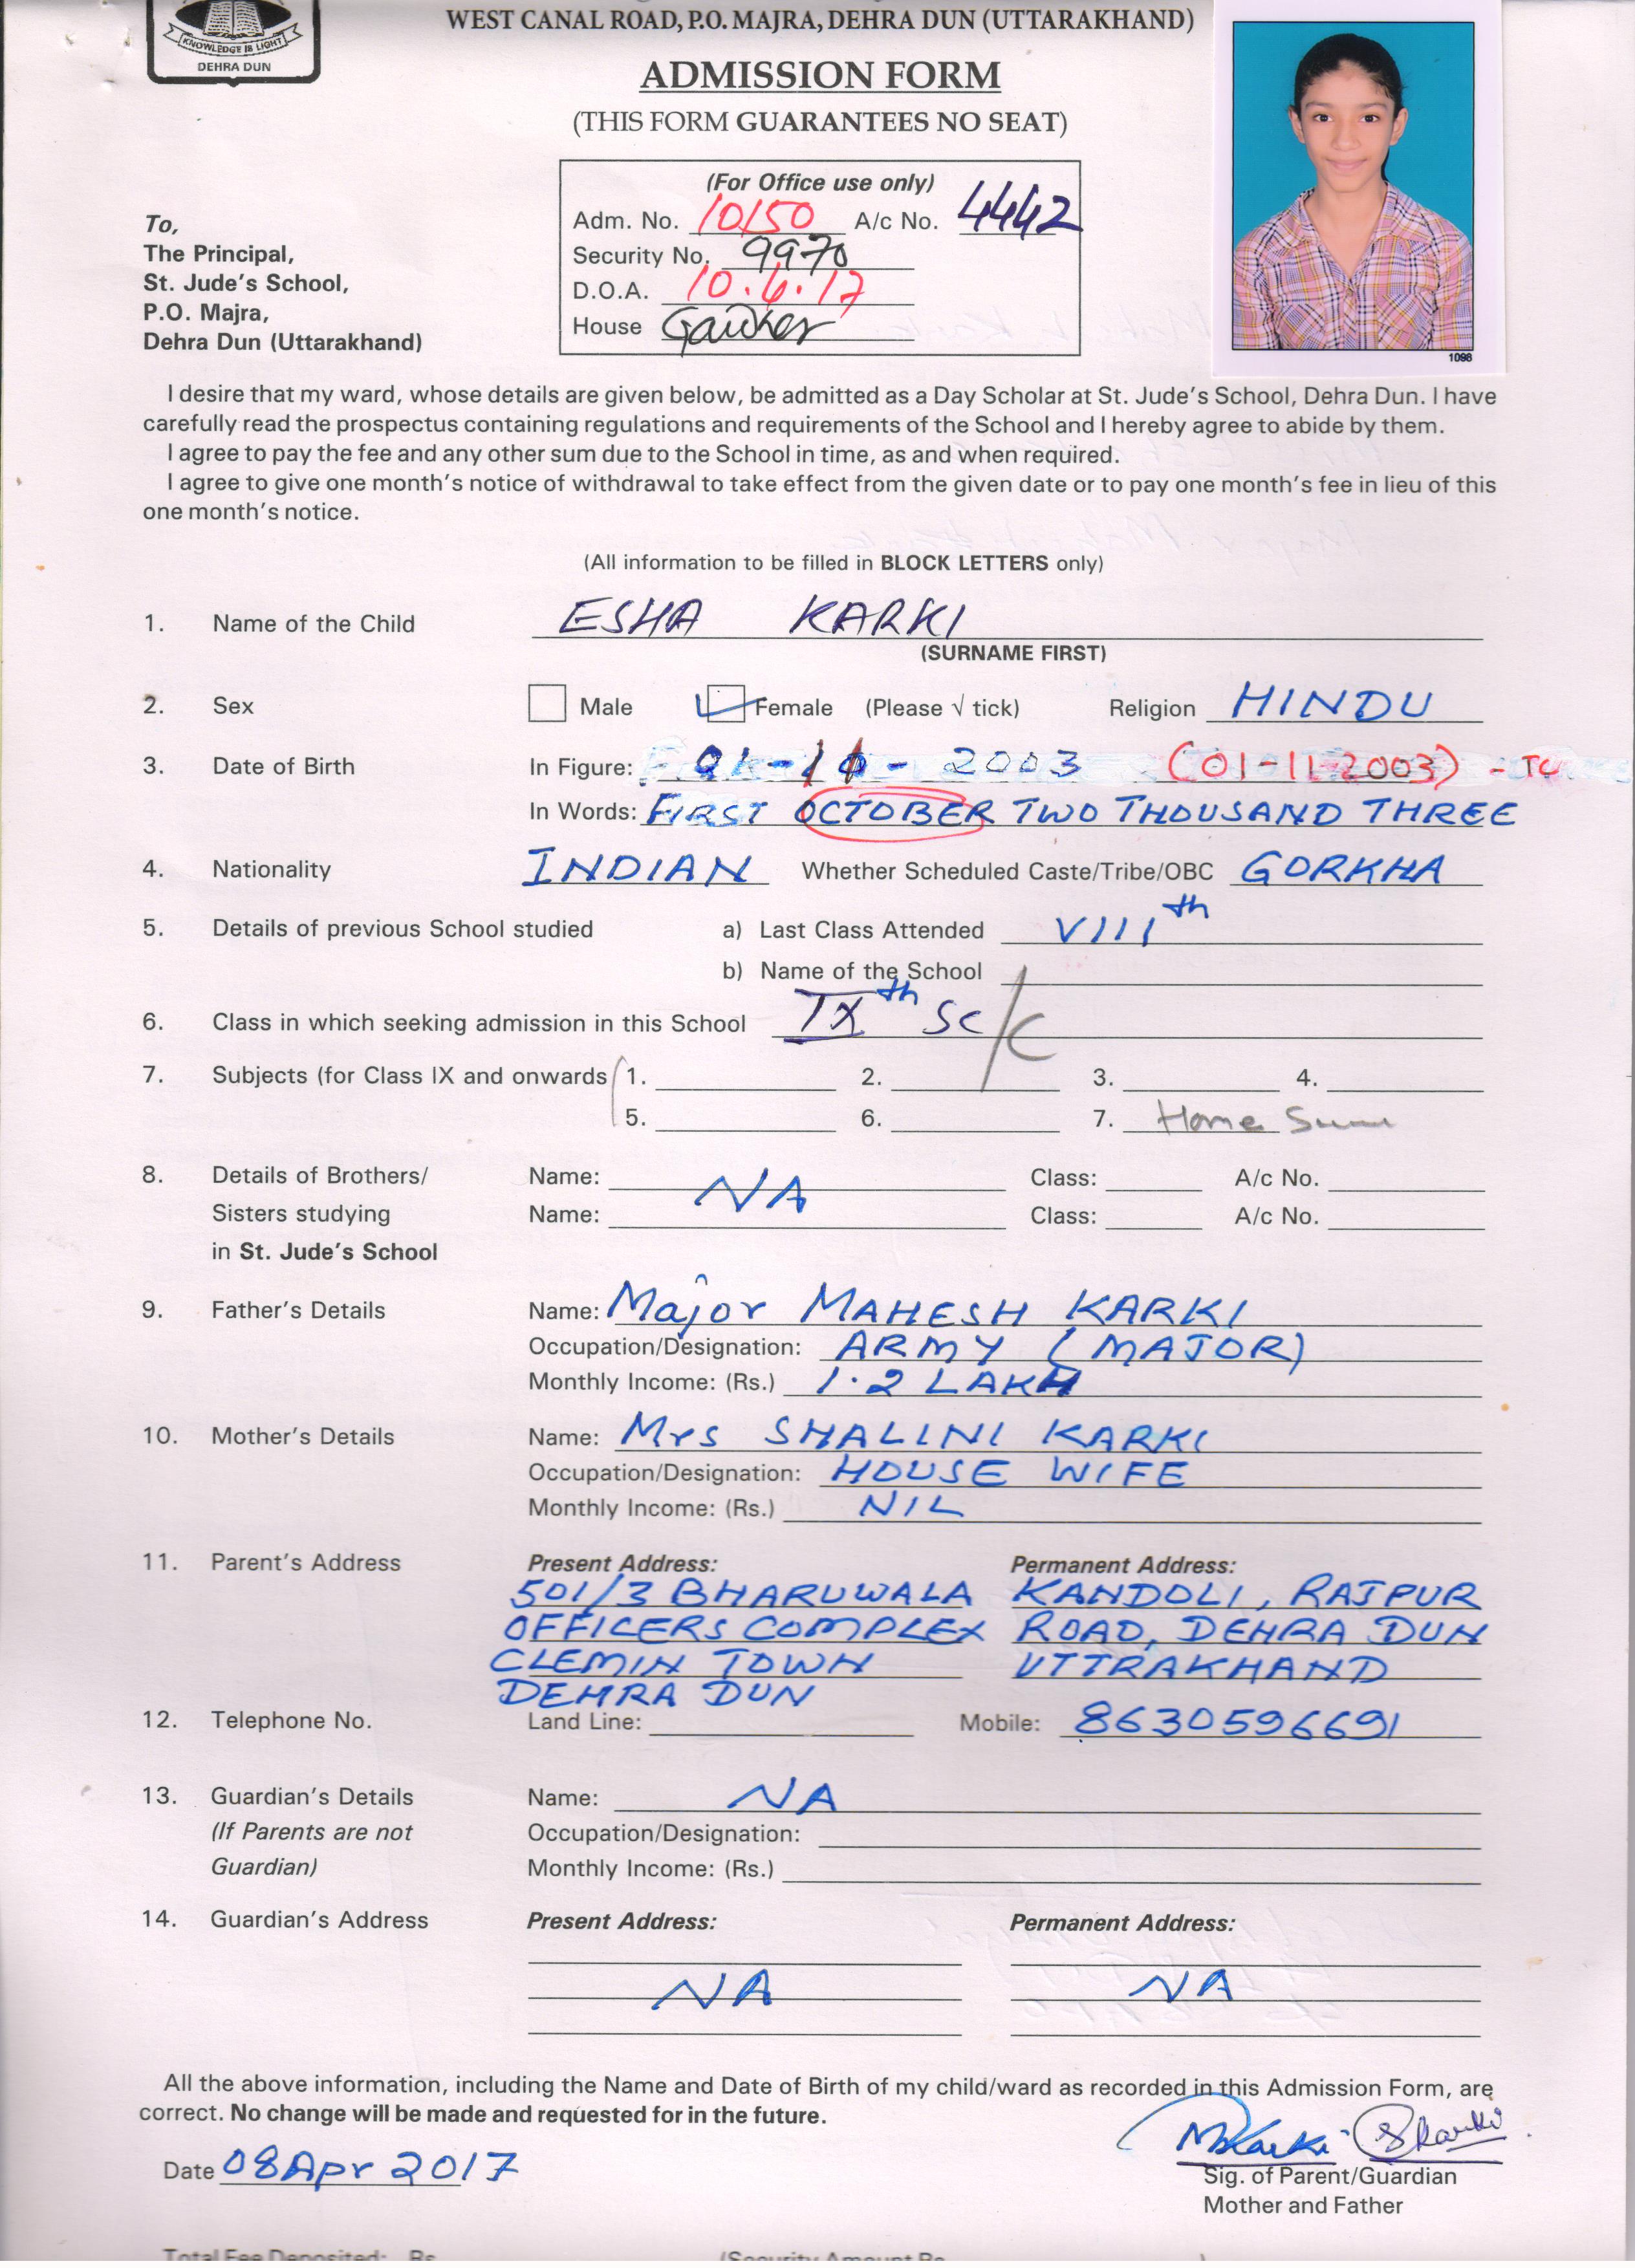 KNOWLEDGE IS LIGHT
DEHRA DUN
WEST CANAL ROAD, P.O. MAJRA, DEHRA DUN (UTTARAKHAND)
ADMISSION FORM
(THIS FORM GUARANTEES NO SEAT)
(For Office use only)
Adm. No. 10150 A/c No. 4442
Security No. 9970
D.O.A. 10.4.17
House
To,
The Principal,
St. Jude's School,
P.O. Majra,
Dehra Dun (Uttarakhand)
1098
I desire that my ward, whose details are given below, be admitted as a Day Scholar at St. Jude's School, Dehra Dun. I have
carefully read the prospectus containing regulations and requirements of the School and I hereby agree to abide by them.
I agree to pay the fee and any other sum due to the School in time, as and when required.
I agree to give one month's notice of withdrawal to take effect from the given date or to pay one month's fee in lieu of this
one month's notice.
(All information to be filled in BLOCK LETTERS only)
1. Name of the Child ESHA KARKI
(SURNAME FIRST)
2. Sex Male Female (Please √ tick) Religion HINDU
3. Date of Birth In Figure: 2003 (01-11-2003) - TC
In Words: FIRST OCTOBER TWO THOUSAND THREE
4. Nationality INDIAN Whether Scheduled Caste/Tribe/OBC GORKHA
5. Details of previous School studied a) Last Class Attended VIIIth
b) Name of the School
6. Class in which seeking admission in this School IXth Sc/C
7. Subjects (for Class IX and onwards 1. 2. 3. 4.
5. 6. 7. Home
8. Details of Brothers/ Name: NA Class: A/c No.
Sisters studying Name: Class: A/c No.
in St. Jude's School
9. Father's Details Name: Major MAHESH KARKI
Occupation/Designation: ARMY (MAJOR)
Monthly Income: (Rs.) 1.2 LAKH
10. Mother's Details Name: Mrs SHALINI KARKI
Occupation/Designation: HOUSE WIFE
Monthly Income: (Rs.) NIL
11. Parent's Address Present Address: Permanent Address:
501/3 BHARUWALA KANDOLI, RAJPUR
OFFICERS COMPLEX ROAD, DEHRA DUN
CLEMIN TOWN UTTRAKHAND
DEHRA DUN
12. Telephone No. Land Line: Mobile: 8630596691
13. Guardian's Details Name: NA
(If Parents are not Occupation/Designation:
Guardian) Monthly Income: (Rs.)
14. Guardian's Address Present Address: Permanent Address:
NA NA
All the above information, including the Name and Date of Birth of my child/ward as recorded in this Admission Form, are
correct. No change will be made and requested for in the future.
Date 08 Apr 2017 MKarki SKarki
Sig. of Parent/Guardian
Mother and Father
Total Fee Deposited: Rs. (Security Amount Rs. )